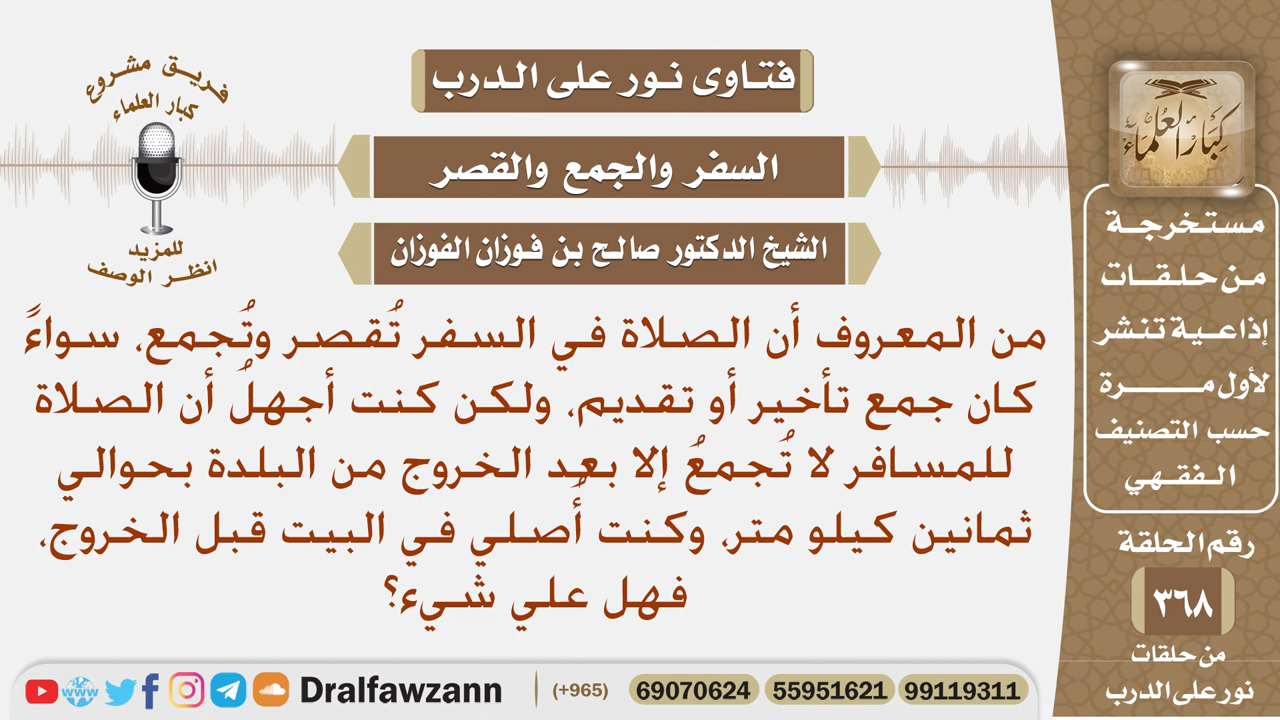 فريق مشروع
كبار العلماء
للمزيد
انظر الوصف
فتاوى نور على الدرب
السفر والجمع والقصر
الشيخ الدكتور صالح بن فوزان الفوزان
من المعروف أن الصلاة في السفر تُقصر وتُجمع، سواءً
كان جمع تأخير أو تقديم، ولكن كنت أجهلُ أن الصلاة
للمسافر لا تُجمعُ إلا بعد الخروج من البلدة بحوالي
ثمانين كيلو متر، وكنت أُصلي في البيت قبل الخروج،
فهل علي شيء؟
كبار العلماء
مستخرجة
من حلقات
إذاعية تنشر
لأول مرة
حسب التصنيف
الفقهي
رقم الحلقة
٣٦٨
من حلقات
نور على الدرب
www Dralfawzann (+965) 69070624 55951621 99119311